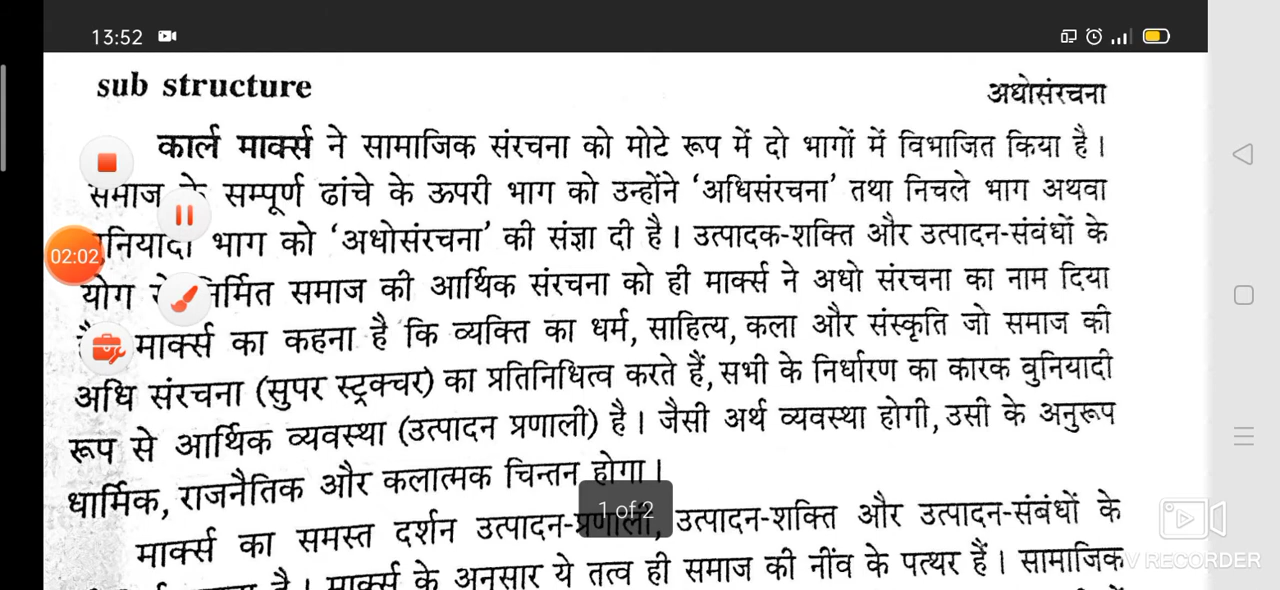 13:52
sub structure अधोसंरचना
कार्ल मार्क्स ने सामाजिक संरचना को मोटे रूप में दो भागों में विभाजित किया है।
समाज के सम्पूर्ण ढांचे के ऊपरी भाग को उन्होंने ‘अधिसंरचना’ तथा निचले भाग अथवा
भाग को ‘अधोसंरचना’ की संज्ञा दी है। उत्पादक-शक्ति और उत्पादन-संबंधों के
02:02
योग निर्मित समाज की आर्थिक संरचना को ही मार्क्स ने अधो संरचना का नाम दिया
मार्क्स का कहना है कि व्यक्ति का धर्म, साहित्य, कला और संस्कृति जो समाज की
अधि संरचना (सुपर स्ट्रक्चर) का प्रतिनिधित्व करते हैं, सभी के निर्धारण का कारक वुनियादी
रूप से आर्थिक व्यवस्था (उत्पादन प्रणाली) है। जैसी अर्थ व्यवस्था होगी, उसी के अनुरूप
धार्मिक, राजनैतिक और कलात्मक चिन्तन होगा।
1 of 2
मार्क्स का समस्त दर्शन उत्पादन-प्रणाली, उत्पादन-शक्ति और उत्पादन-संबंधों के
है। मार्क्स के अनुसार ये तत्व ही समाज की नींव के पत्थर हैं। सामाजिक
V RECORDER